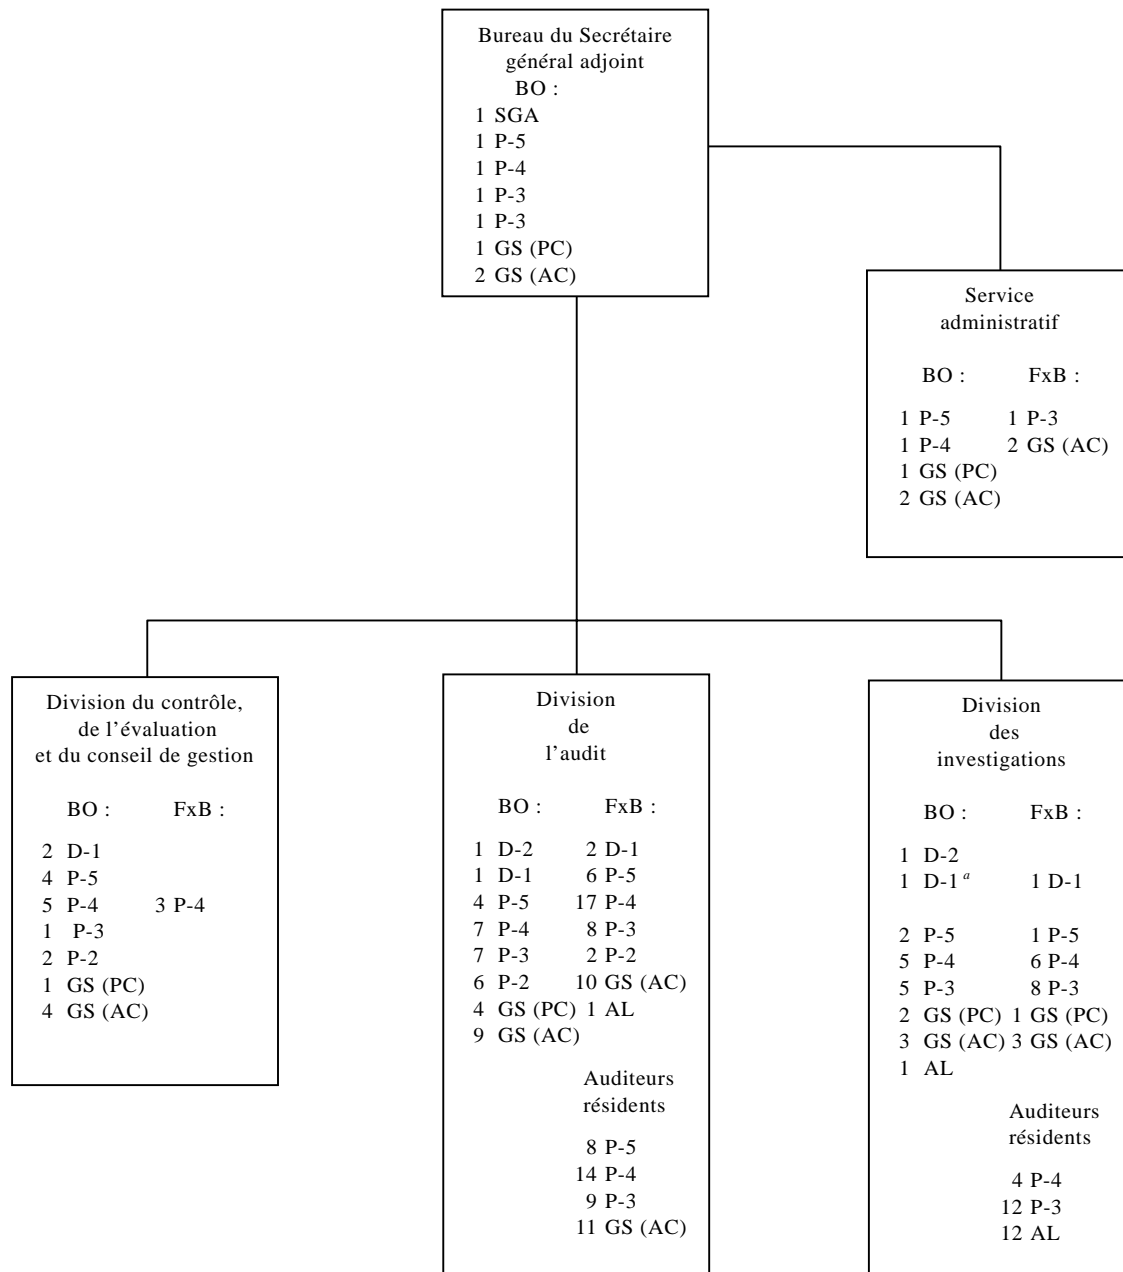 Bureau du Secrétaire
général adjoint
BO :
1 SGA
1 P-5
1 P-4
1 P-3
1 P-3
1 GS (PC)
2 GS (AC)
Service
administratif
BO : FxB :
1 P-5 1 P-3
1 P-4 2 GS (AC)
1 GS (PC)
2 GS (AC)
Division du contrôle,
de l’évaluation
et du conseil de gestion
BO : FxB :
2 D-1
4 P-5
5 P-4 3 P-4
1 P-3
2 P-2
1 GS (PC)
4 GS (AC)
Division
de
l’audit
BO : FxB :
1 D-2 2 D-1
1 D-1 6 P-5
4 P-5 17 P-4
7 P-4 8 P-3
7 P-3 2 P-2
6 P-2 10 GS (AC)
4 GS (PC) 1 AL
9 GS (AC)
Auditeurs
résidents
8 P-5
14 P-4
9 P-3
11 GS (AC)
Division
des
investigations
BO : FxB :
1 D-2
1 D-1 a 1 D-1
2 P-5 1 P-5
5 P-4 6 P-4
5 P-3 8 P-3
2 GS (PC) 1 GS (PC)
3 GS (AC) 3 GS (AC)
1 AL
Auditeurs
résidents
4 P-4
12 P-3
12 AL